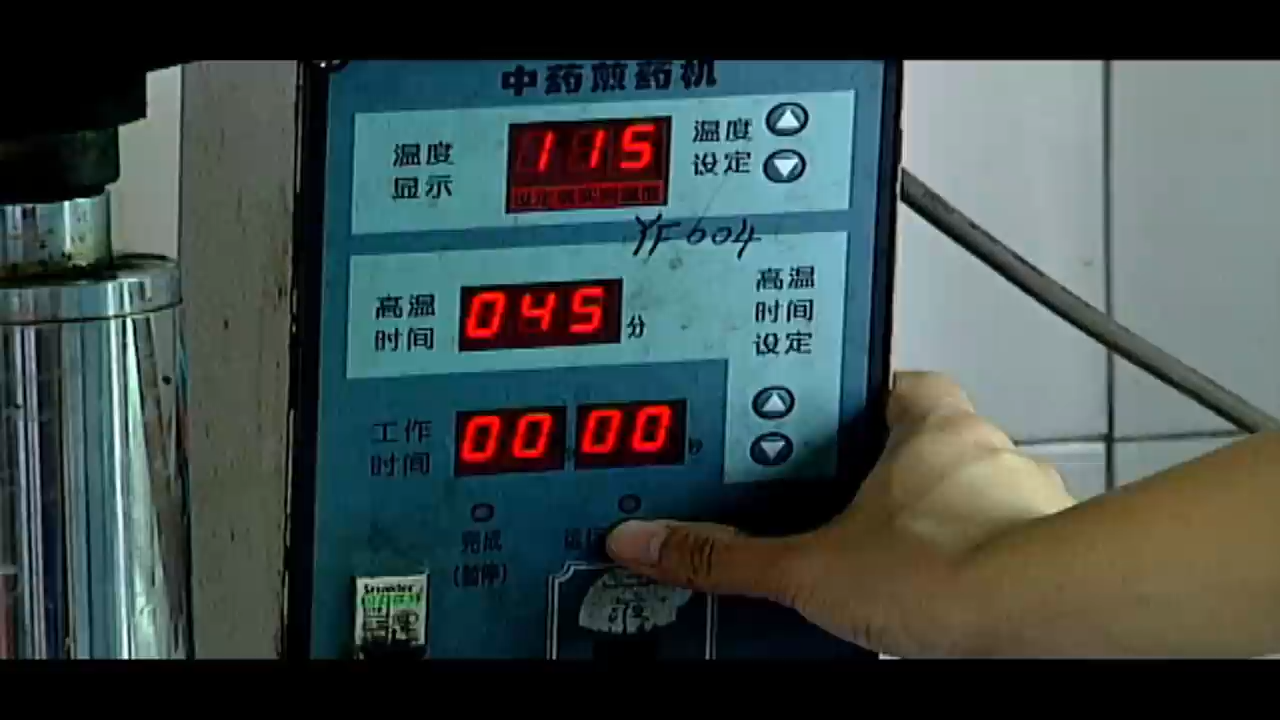 中药煎药机
温度
显示
115
温度
设定
YF604
高温
时间
045
分
高温
时间
设定
工作
时间
00
00
秒
完成
(暂停)